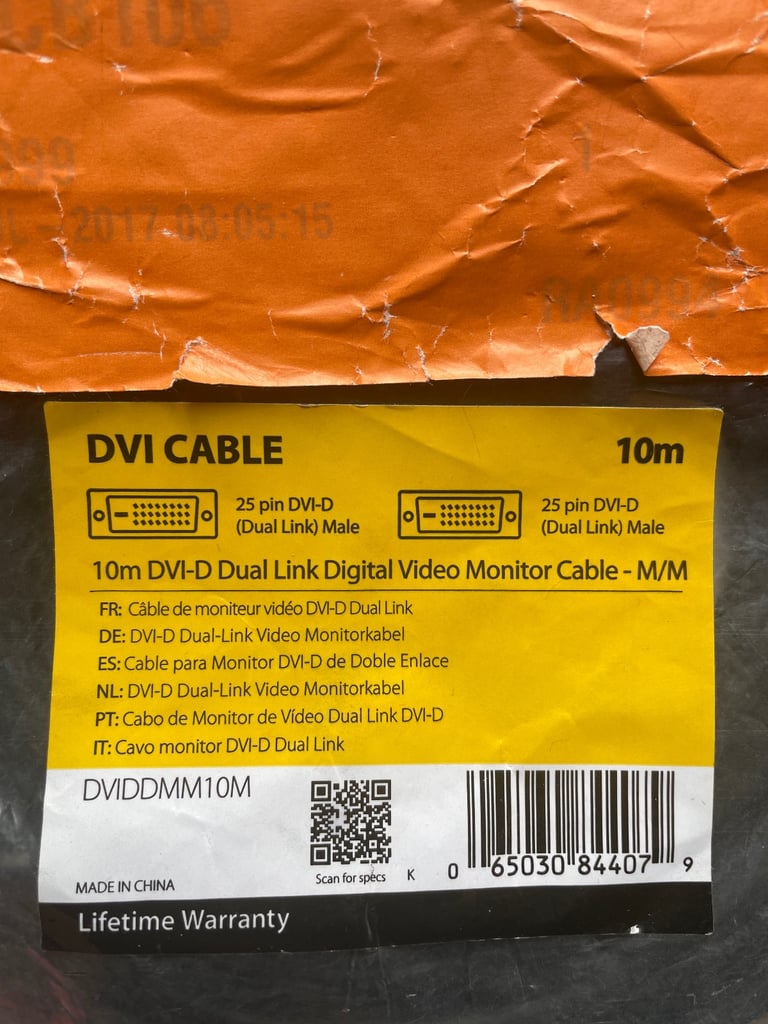 2017 03:05:15
DVI CABLE
10m
25 pin DVI-D
(Dual Link) Male
25 pin DVI-D
(Dual Link) Male
10m DVI-D Dual Link Digital Video Monitor Cable - M/M
FR: Câble de moniteur vidéo DVI-D Dual Link
DE: DVI-D Dual-Link Video Monitorkabel
ES: Cable para Monitor DVI-D de Doble Enlace
NL: DVI-D Dual-Link Video Monitorkabel
PT: Cabo de Monitor de Vídeo Dual Link DVI-D
IT: Cavo monitor DVI-D Dual Link
DVIDDMM10M
Scan for specs
K
0 65030 84407 9
MADE IN CHINA
Lifetime Warranty